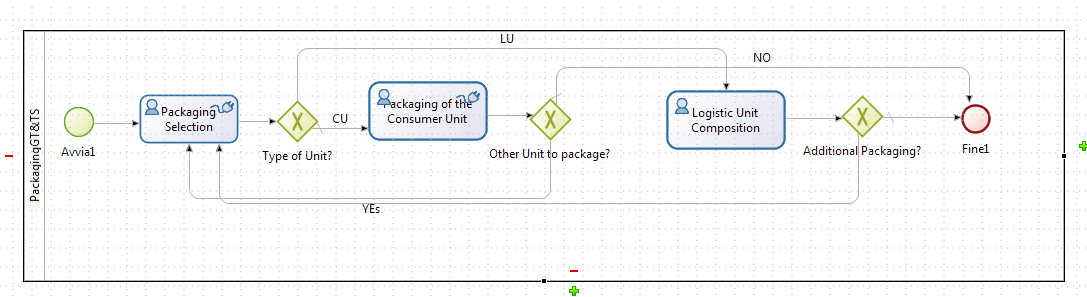 LU
NO
PackagingGT&TS
Avvia1
Packaging
Selection
Type of Unit?
CU
Packaging of the
Consumer Unit
Other Unit to package?
Logistic Unit
Composition
Additional Packaging?
Fine1
YEs